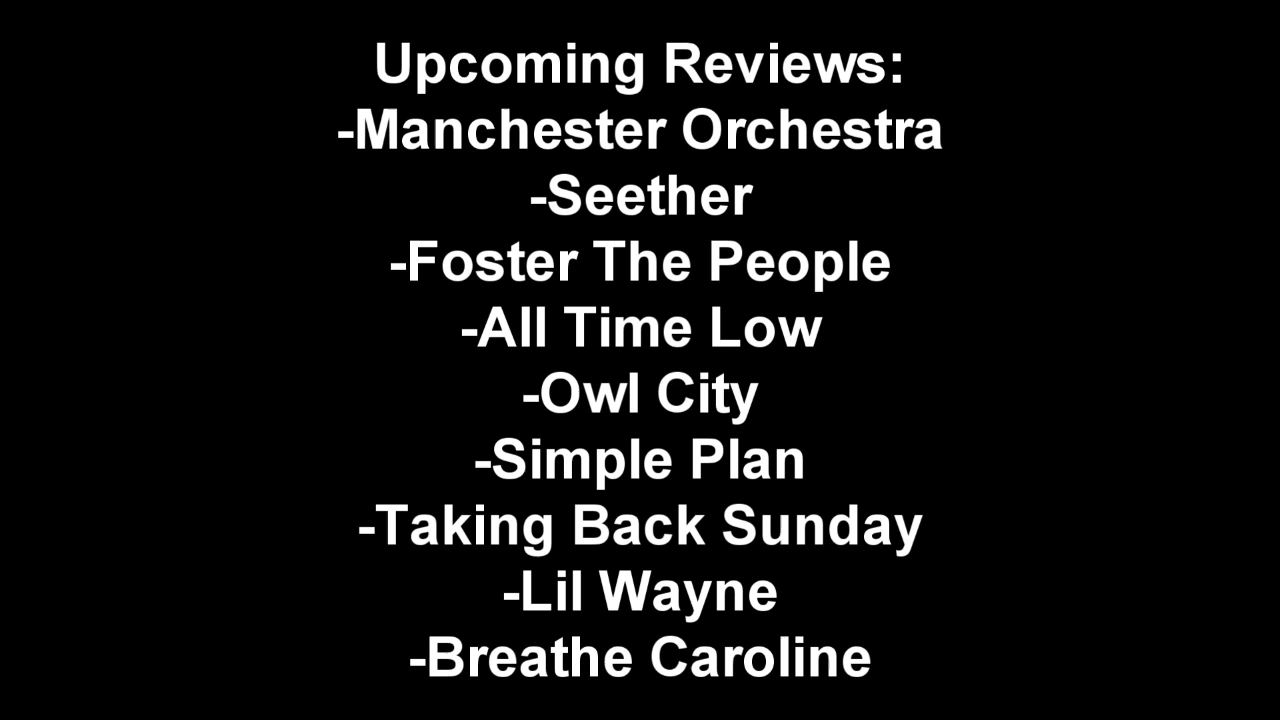 Upcoming Reviews:
-Manchester Orchestra
-Seether
-Foster The People
-All Time Low
-Owl City
-Simple Plan
-Taking Back Sunday
-Lil Wayne
-Breathe Caroline